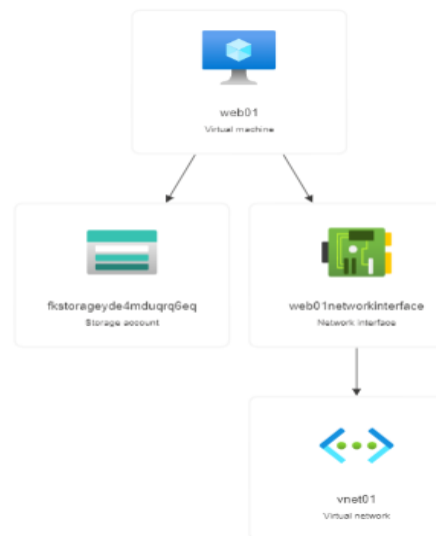 web01
Virtual machine
fkstorageyde4mduqrq6eq
Storage account
web01networkinterface
Network interface
vnet01
Virtual network